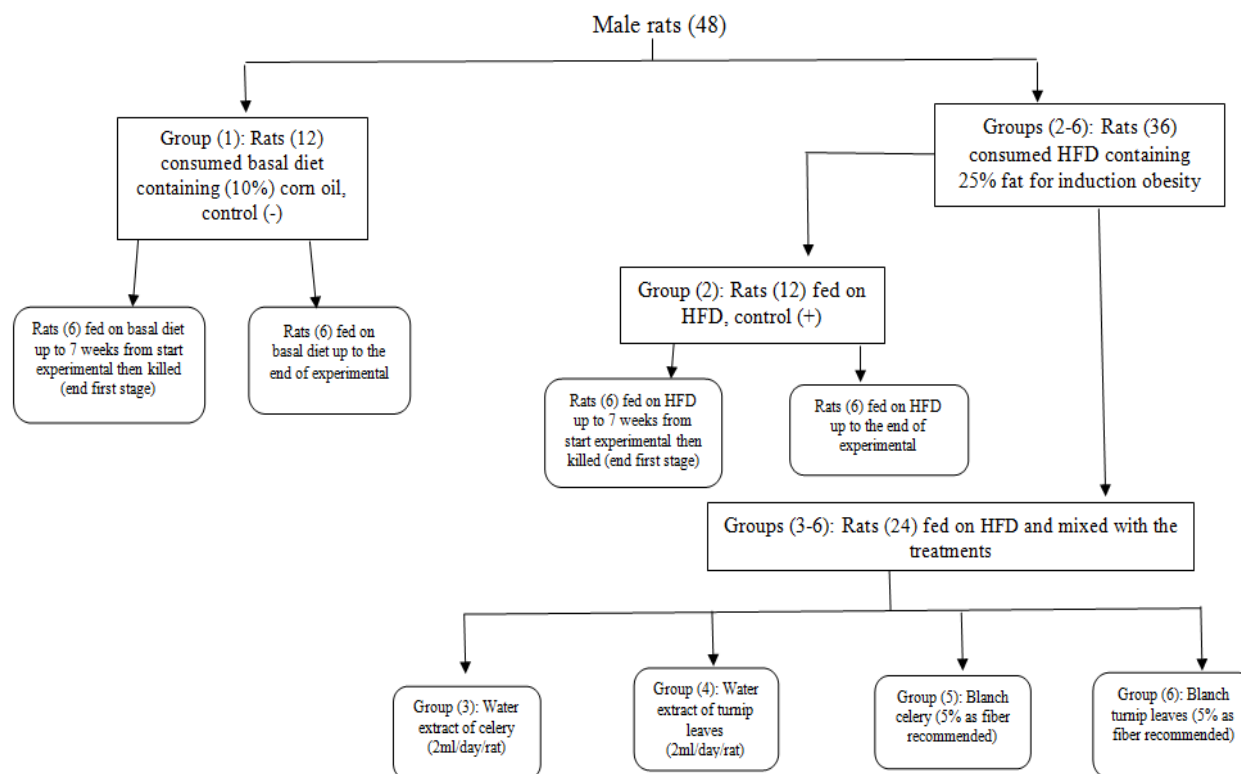 Male rats (48)
Group (1): Rats (12)
consumed basal diet
containing (10%) corn oil,
control (-)
Groups (2-6): Rats (36)
consumed HFD containing
25% fat for induction obesity
Group (2): Rats (12) fed on
HFD, control (+)
Rats (6) fed on basal diet
up to 7 weeks from start
experimental then killed
(end first stage)
Rats (6) fed on
basal diet up to the
end of experimental
Rats (6) fed on HFD
up to 7 weeks from
start experimental then
killed (end first stage)
Rats (6) fed on HFD
up to the end of
experimental
Groups (3-6): Rats (24) fed on HFD and mixed with the
treatments
Group (3): Water
extract of celery
(2ml/day/rat)
Group (4): Water
extract of turnip
leaves
(2ml/day/rat)
Group (5): Blanch
celery (5% as fiber
recommended)
Group (6): Blanch
turnip leaves (5% as
fiber recommended)